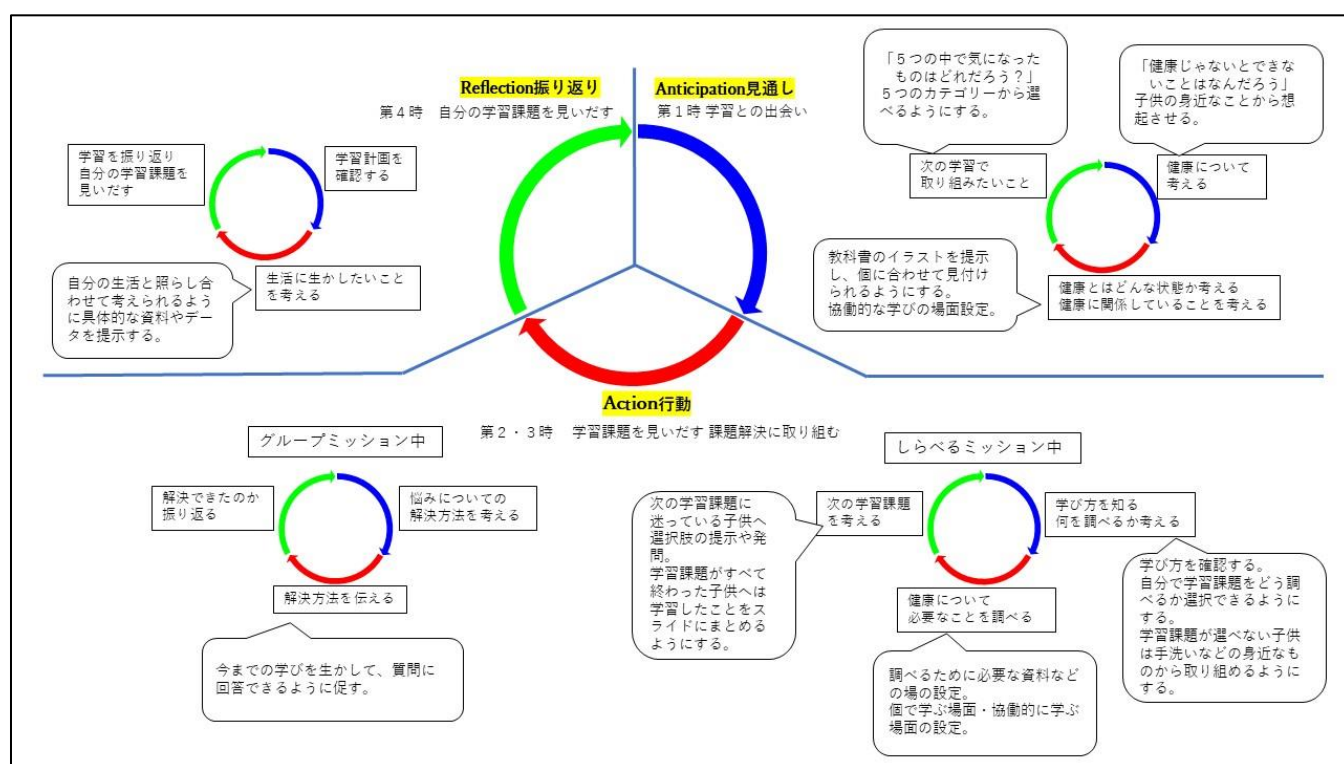 Reflection振り返り
第４時　自分の学習課題を見いだす
学習を振り返り
自分の学習課題を
見いだす
学習計画を
確認する
生活に生かしたいこと
を考える
自分の生活と照らし合
わせて考えられるよう
に具体的な資料やデー
タを提示する。
Anticipation見通し
第１時 学習との出会い
「５つの中で気になった
ものはどれだろう？」
５つのカテゴリーから選
べるようにする。
「健康じゃないとできな
いことはなんだろう」
子供の身近なことから想
起させる。
次の学習で
取り組みたいこと
健康について
考える
教科書のイラストを提示
し、個に合わせて見付け
られるようにする。
協働的な学びの場面設定。
健康とはどんな状態か考える
健康に関係していることを考える
Action行動
第２・３時　学習課題を見いだす 課題解決に取り組む
グループミッション中
解決できたのか
振り返る
悩みについての
解決方法を考える
解決方法を伝える
今までの学びを生かして、質問に
回答できるように促す。
しらべるミッション中
次の学習課題に
迷っている子供へ
選択肢の提示や発
問。
学習課題がすべて
終わった子供へは
学習したことをス
ライドにまとめる
ようにする。
次の学習課題
を考える
学び方を知る
何を調べるか考える
学び方を確認する。
自分で学習課題をどう調
べるか選択できるように
する。
学習課題が選べない子供
は手洗いなどの身近なも
のから取り組めるように
する。
健康について
必要なことを調べる
調べるために必要な資料など
の場の設定。
個で学ぶ場面・協働的に学ぶ
場面の設定。